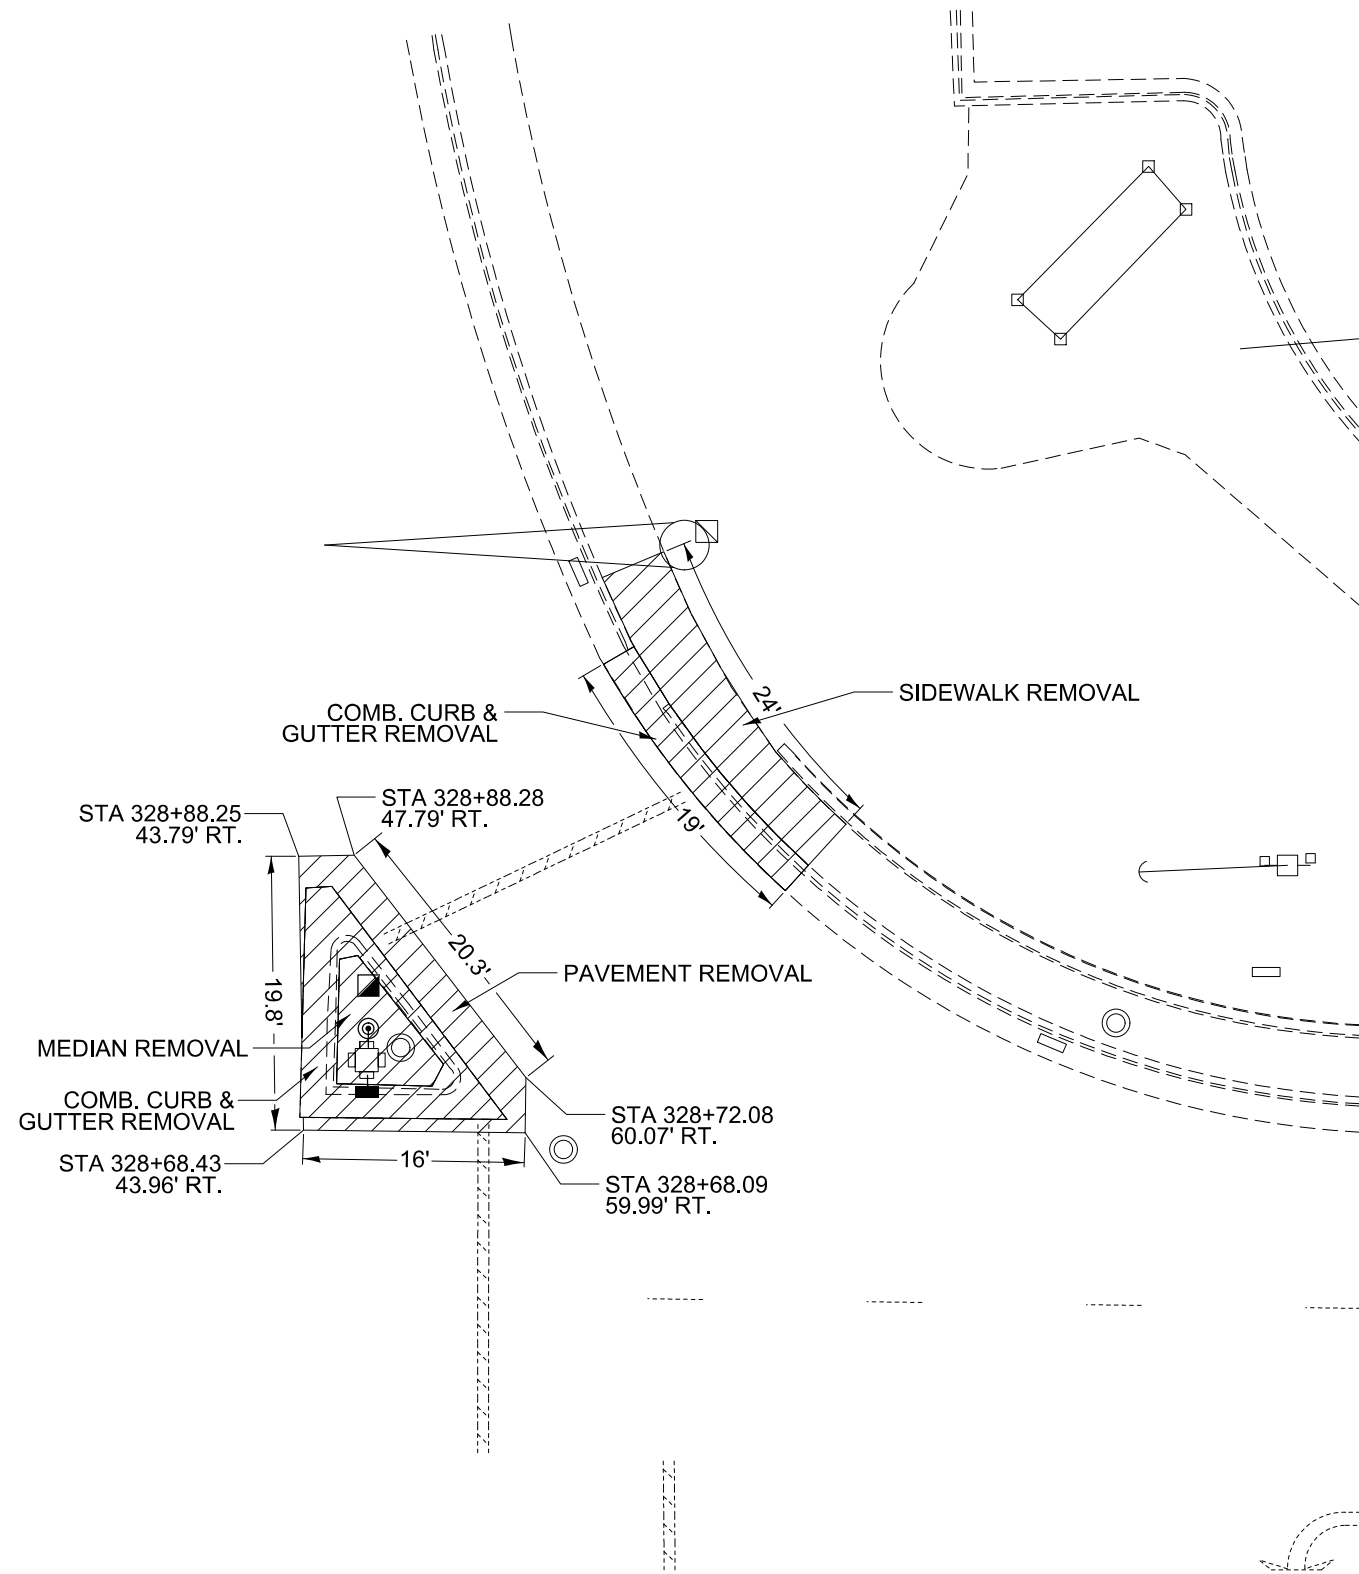 24'
SIDEWALK REMOVAL
COMB. CURB &
GUTTER REMOVAL
STA 328+88.28
47.79' RT.
STA 328+88.25
43.79' RT.
19'
20.3'
PAVEMENT REMOVAL
19.8'
MEDIAN REMOVAL
COMB. CURB &
GUTTER REMOVAL
STA 328+72.08
60.07' RT.
STA 328+68.43
43.96' RT.
16'
STA 328+68.09
59.99' RT.